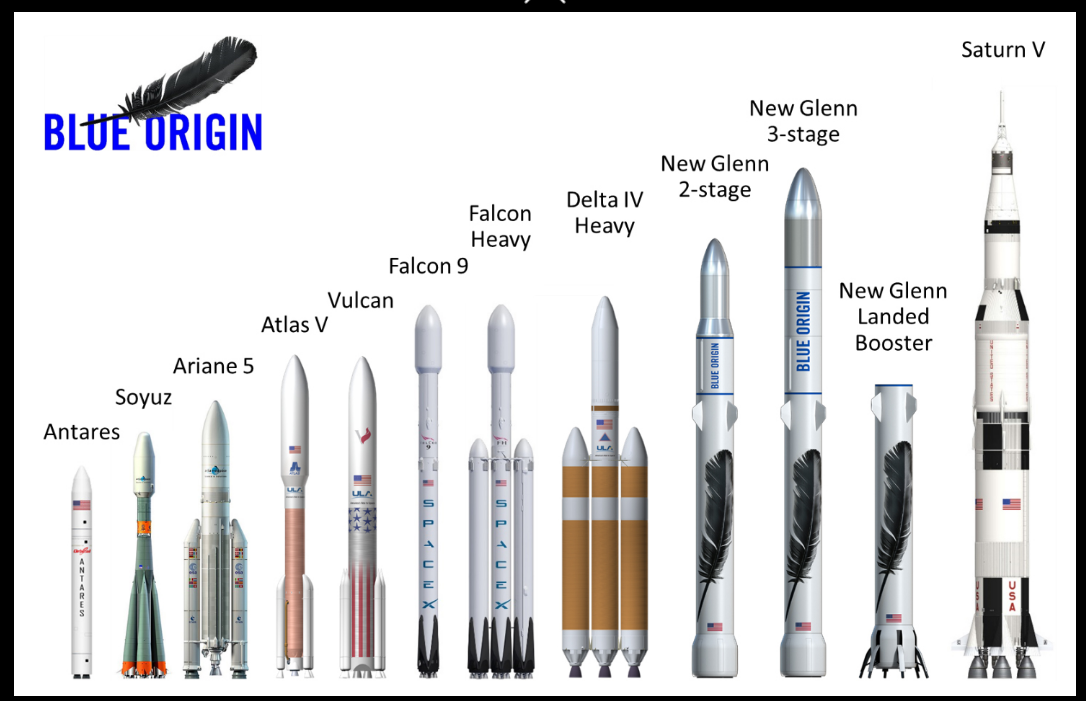 BLUE ORIGIN
Saturn V
New Glenn
3-stage
New Glenn
2-stage
Delta IV
Heavy
Falcon
Heavy
Falcon 9
New Glenn
Landed
Booster
Vulcan
Atlas V
Ariane 5
Soyuz
Antares
ANTARES
ULA
ULA
SPACEX
SPACEX
ULA
BLUE ORIGIN
BLUE ORIGIN
USA
USA